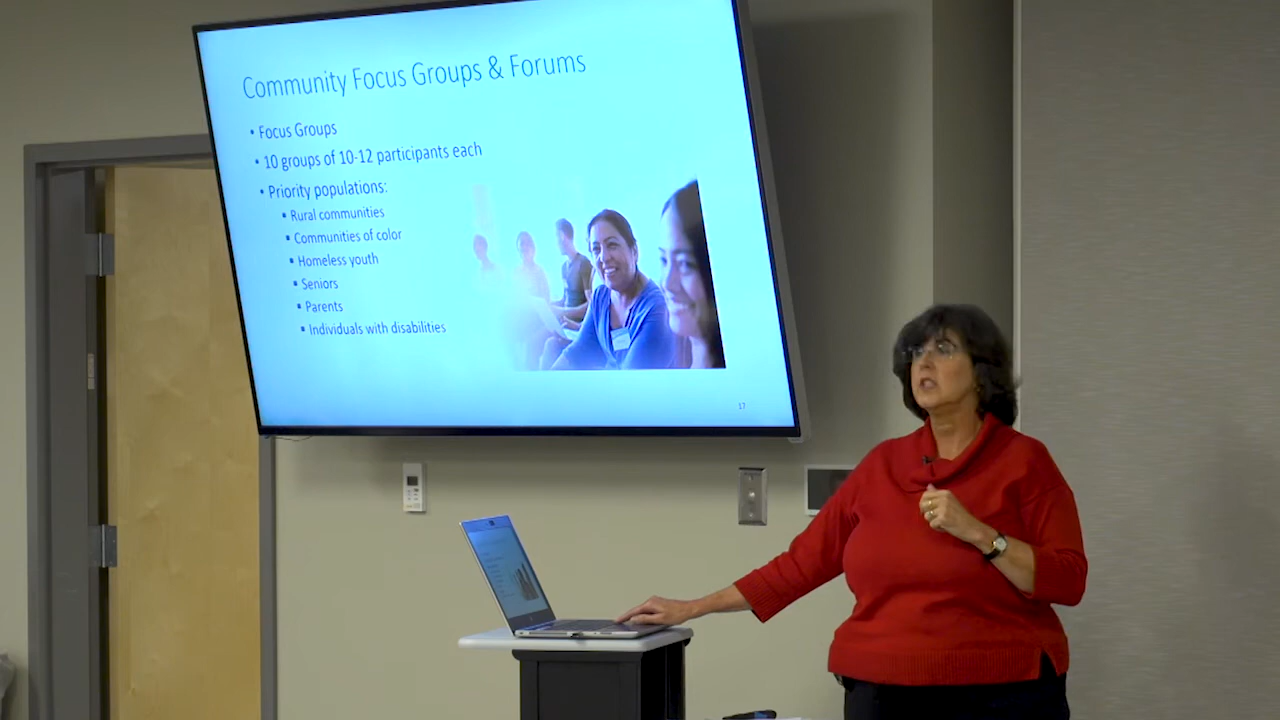 Community Focus Groups & Forums
• Focus Groups
• 10 groups of 10-12 participants each
• Priority populations:
▪ Rural communities
▪ Communities of color
▪ Homeless youth
▪ Seniors
▪ Parents
▪ Individuals with disabilities
17